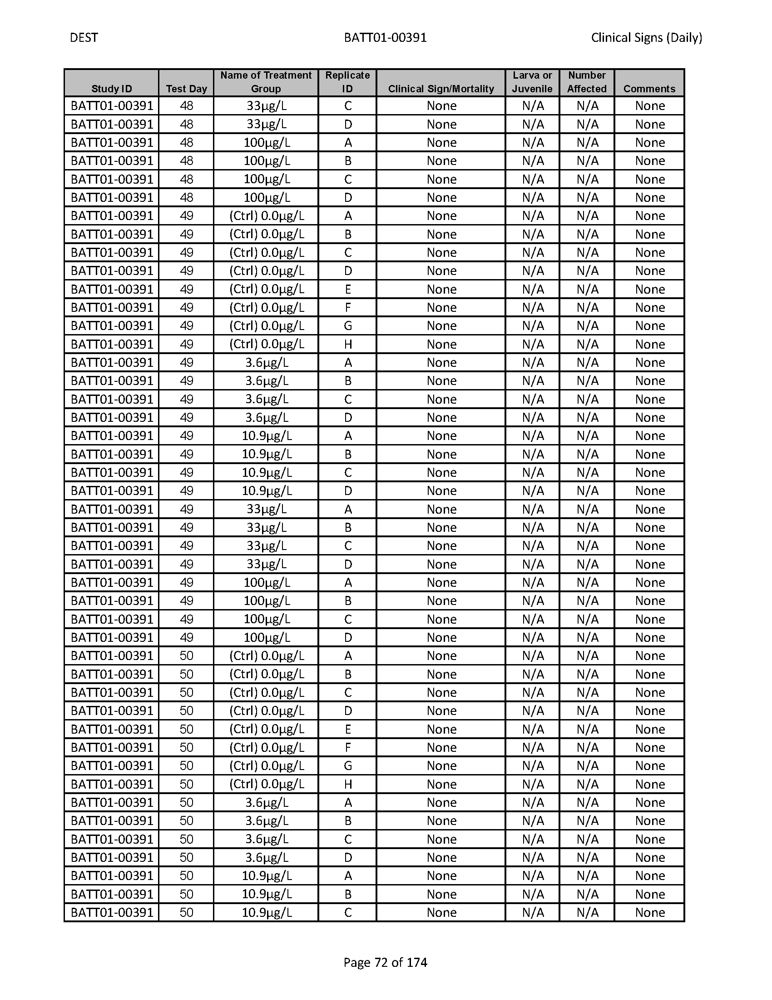 DEST BATT01-00391 Clinical Signs (Daily)
Study ID Test Day Name of Treatment Group Replicate ID Clinical Sign/Mortality Larva or Juvenile Number Affected Comments
BATT01-00391 48 33µg/L C None N/A N/A None
BATT01-00391 48 33µg/L D None N/A N/A None
BATT01-00391 48 100µg/L A None N/A N/A None
BATT01-00391 48 100µg/L B None N/A N/A None
BATT01-00391 48 100µg/L C None N/A N/A None
BATT01-00391 48 100µg/L D None N/A N/A None
BATT01-00391 49 (Ctrl) 0.0µg/L A None N/A N/A None
BATT01-00391 49 (Ctrl) 0.0µg/L B None N/A N/A None
BATT01-00391 49 (Ctrl) 0.0µg/L C None N/A N/A None
BATT01-00391 49 (Ctrl) 0.0µg/L D None N/A N/A None
BATT01-00391 49 (Ctrl) 0.0µg/L E None N/A N/A None
BATT01-00391 49 (Ctrl) 0.0µg/L F None N/A N/A None
BATT01-00391 49 (Ctrl) 0.0µg/L G None N/A N/A None
BATT01-00391 49 (Ctrl) 0.0µg/L H None N/A N/A None
BATT01-00391 49 3.6µg/L A None N/A N/A None
BATT01-00391 49 3.6µg/L B None N/A N/A None
BATT01-00391 49 3.6µg/L C None N/A N/A None
BATT01-00391 49 3.6µg/L D None N/A N/A None
BATT01-00391 49 10.9µg/L A None N/A N/A None
BATT01-00391 49 10.9µg/L B None N/A N/A None
BATT01-00391 49 10.9µg/L C None N/A N/A None
BATT01-00391 49 10.9µg/L D None N/A N/A None
BATT01-00391 49 33µg/L A None N/A N/A None
BATT01-00391 49 33µg/L B None N/A N/A None
BATT01-00391 49 33µg/L C None N/A N/A None
BATT01-00391 49 33µg/L D None N/A N/A None
BATT01-00391 49 100µg/L A None N/A N/A None
BATT01-00391 49 100µg/L B None N/A N/A None
BATT01-00391 49 100µg/L C None N/A N/A None
BATT01-00391 49 100µg/L D None N/A N/A None
BATT01-00391 50 (Ctrl) 0.0µg/L A None N/A N/A None
BATT01-00391 50 (Ctrl) 0.0µg/L B None N/A N/A None
BATT01-00391 50 (Ctrl) 0.0µg/L C None N/A N/A None
BATT01-00391 50 (Ctrl) 0.0µg/L D None N/A N/A None
BATT01-00391 50 (Ctrl) 0.0µg/L E None N/A N/A None
BATT01-00391 50 (Ctrl) 0.0µg/L F None N/A N/A None
BATT01-00391 50 (Ctrl) 0.0µg/L G None N/A N/A None
BATT01-00391 50 (Ctrl) 0.0µg/L H None N/A N/A None
BATT01-00391 50 3.6µg/L A None N/A N/A None
BATT01-00391 50 3.6µg/L B None N/A N/A None
BATT01-00391 50 3.6µg/L C None N/A N/A None
BATT01-00391 50 3.6µg/L D None N/A N/A None
BATT01-00391 50 10.9µg/L A None N/A N/A None
BATT01-00391 50 10.9µg/L B None N/A N/A None
BATT01-00391 50 10.9µg/L C None N/A N/A None
Page 72 of 174